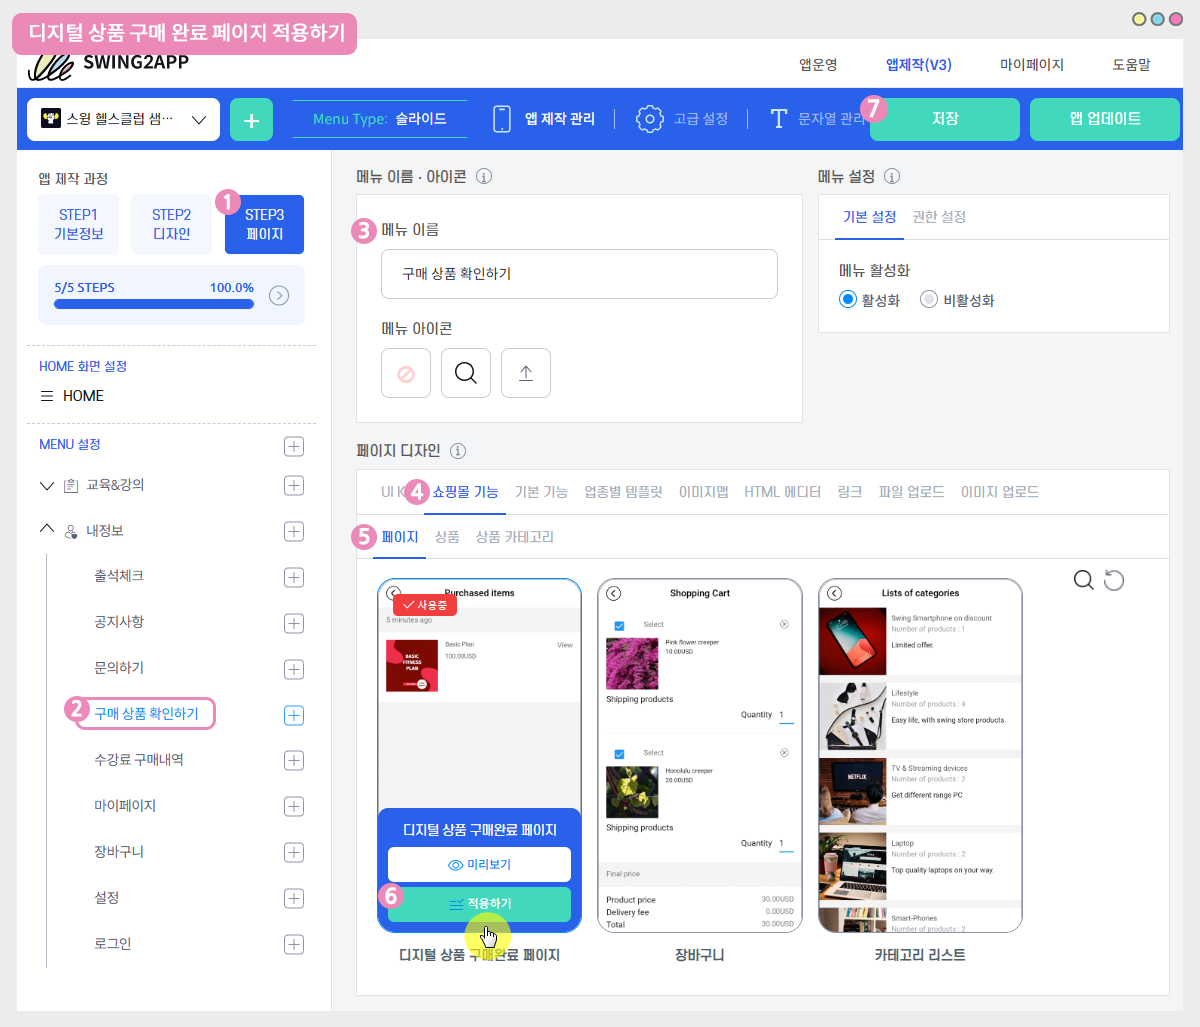 디지털 상품 구매 완료 페이지 적용하기
SWING2APP
앱운영
앱제작(V3)
마이페이지
도움말
스윙 헬스클럽 샘…
+
Menu Type: 슬라이드
앱 제작 관리
고급 설정
문자열 관리
7
저장
앱 업데이트
앱 제작 과정
1
STEP1
기본정보
STEP2
디자인
STEP3
페이지
5/5 STEPS
100.0%
HOME 화면 설정
HOME
MENU 설정
교육&강의
내정보
출석체크
공지사항
문의하기
2
구매 상품 확인하기
수강료 구매내역
마이페이지
장바구니
설정
로그인
메뉴 이름 · 아이콘
3
메뉴 이름
구매 상품 확인하기
메뉴 아이콘
메뉴 설정
기본 설정
권한 설정
메뉴 활성화
활성화
비활성화
페이지 디자인
UI K
4
쇼핑몰 기능
기본 기능
업종별 템플릿
이미지맵
HTML 에디터
링크
파일 업로드
이미지 업로드
5
페이지
상품
상품 카테고리
Purchased items
사용중
5 minutes ago
BASIC
FITNESS
PLAN
Basic Plan
100.00USD
View
디지털 상품 구매완료 페이지
미리보기
6
적용하기
디지털 상품 구매완료 페이지
Shopping Cart
Select
Pink flower creeper
10.00USD
Shipping products
Quantity 1
Select
Honolulu creeper
20.00USD
Shipping products
Quantity 1
Final price
Product price 30.00USD
Delivery fee 0.00USD
Total 30.00USD
장바구니
Lists of categories
Swing Smartphone on discount
Number of products : 1
Limited offer.
Lifestyle
Number of products : 4
Easy life, with swing store products.
NETFLIX
TV & Streaming devices
Number of products : 2
Get different range PC
Laptop
Number of products : 2
Top quality laptops on your way.
Smart-Phones
Number of products : 2
카테고리 리스트